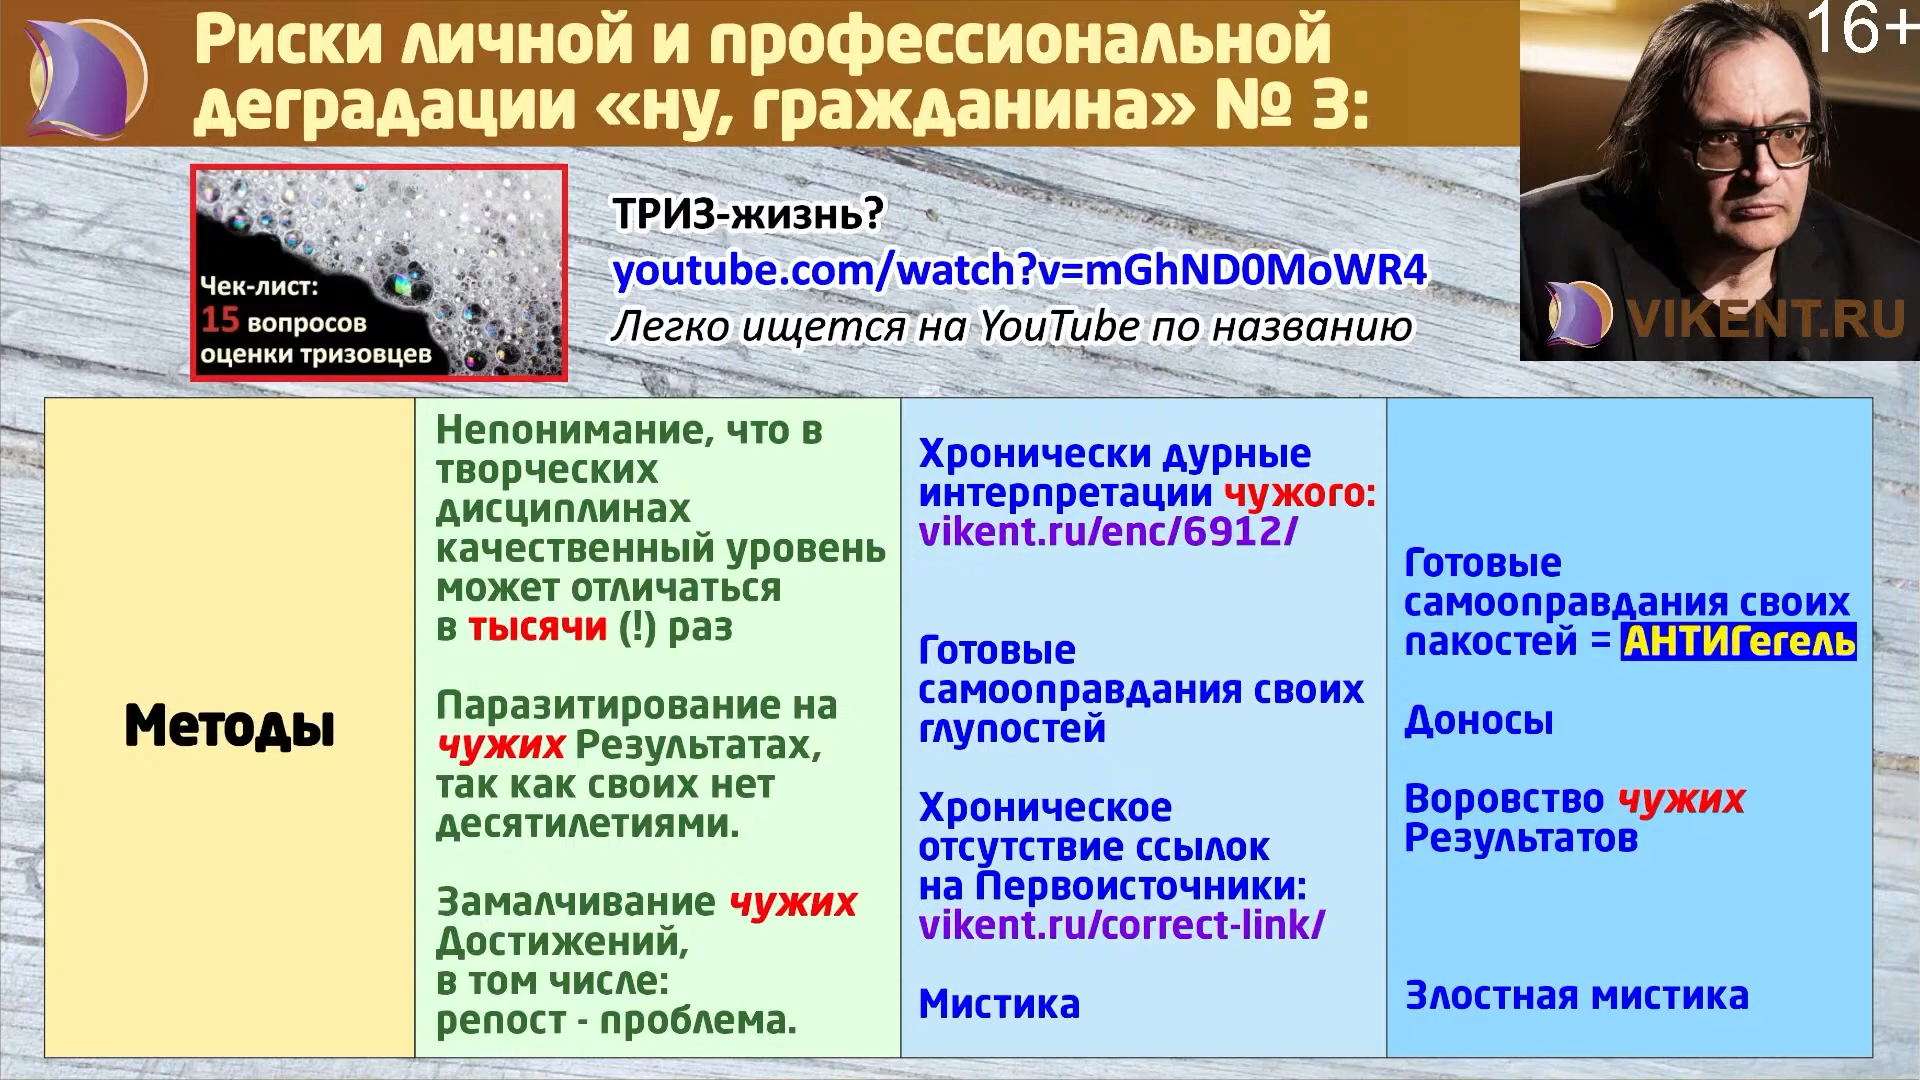 Риски личной и профессиональной
деградации «ну, гражданина» № 3:
16+
Чек-лист:
15 вопросов
оценки тризовцев
ТРИЗ-жизнь?
youtube.com/watch?v=mGhND0MoWR4
Легко ищется на YouTube по названию
VIKENT.RU
Методы
Непонимание, что в
творческих
дисциплинах
качественный уровень
может отличаться
в тысячи (!) раз
Паразитирование на
чужих Результатах,
так как своих нет
десятилетиями.
Замалчивание чужих
Достижений,
в том числе:
репост - проблема.
Хронически дурные
интерпретации чужого:
vikent.ru/enc/6912/
Готовые
самооправдания своих
глупостей
Хроническое
отсутствие ссылок
на Первоисточники:
vikent.ru/correct-link/
Мистика
Готовые
самооправдания своих
пакостей = АНТИГегель
Доносы
Воровство чужих
Результатов
Злостная мистика